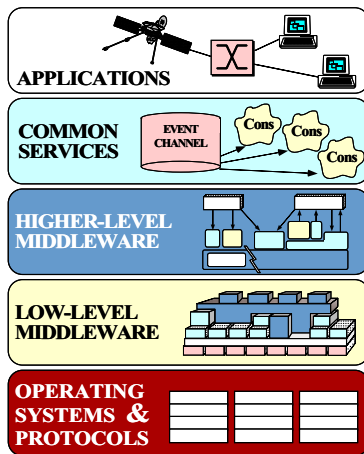 APPLICATIONS
COMMON
SERVICES
EVENT
CHANNEL
Cons
Cons
Cons
HIGHER-LEVEL
MIDDLEWARE
LOW-LEVEL
MIDDLEWARE
OPERATING
SYSTEMS &
PROTOCOLS